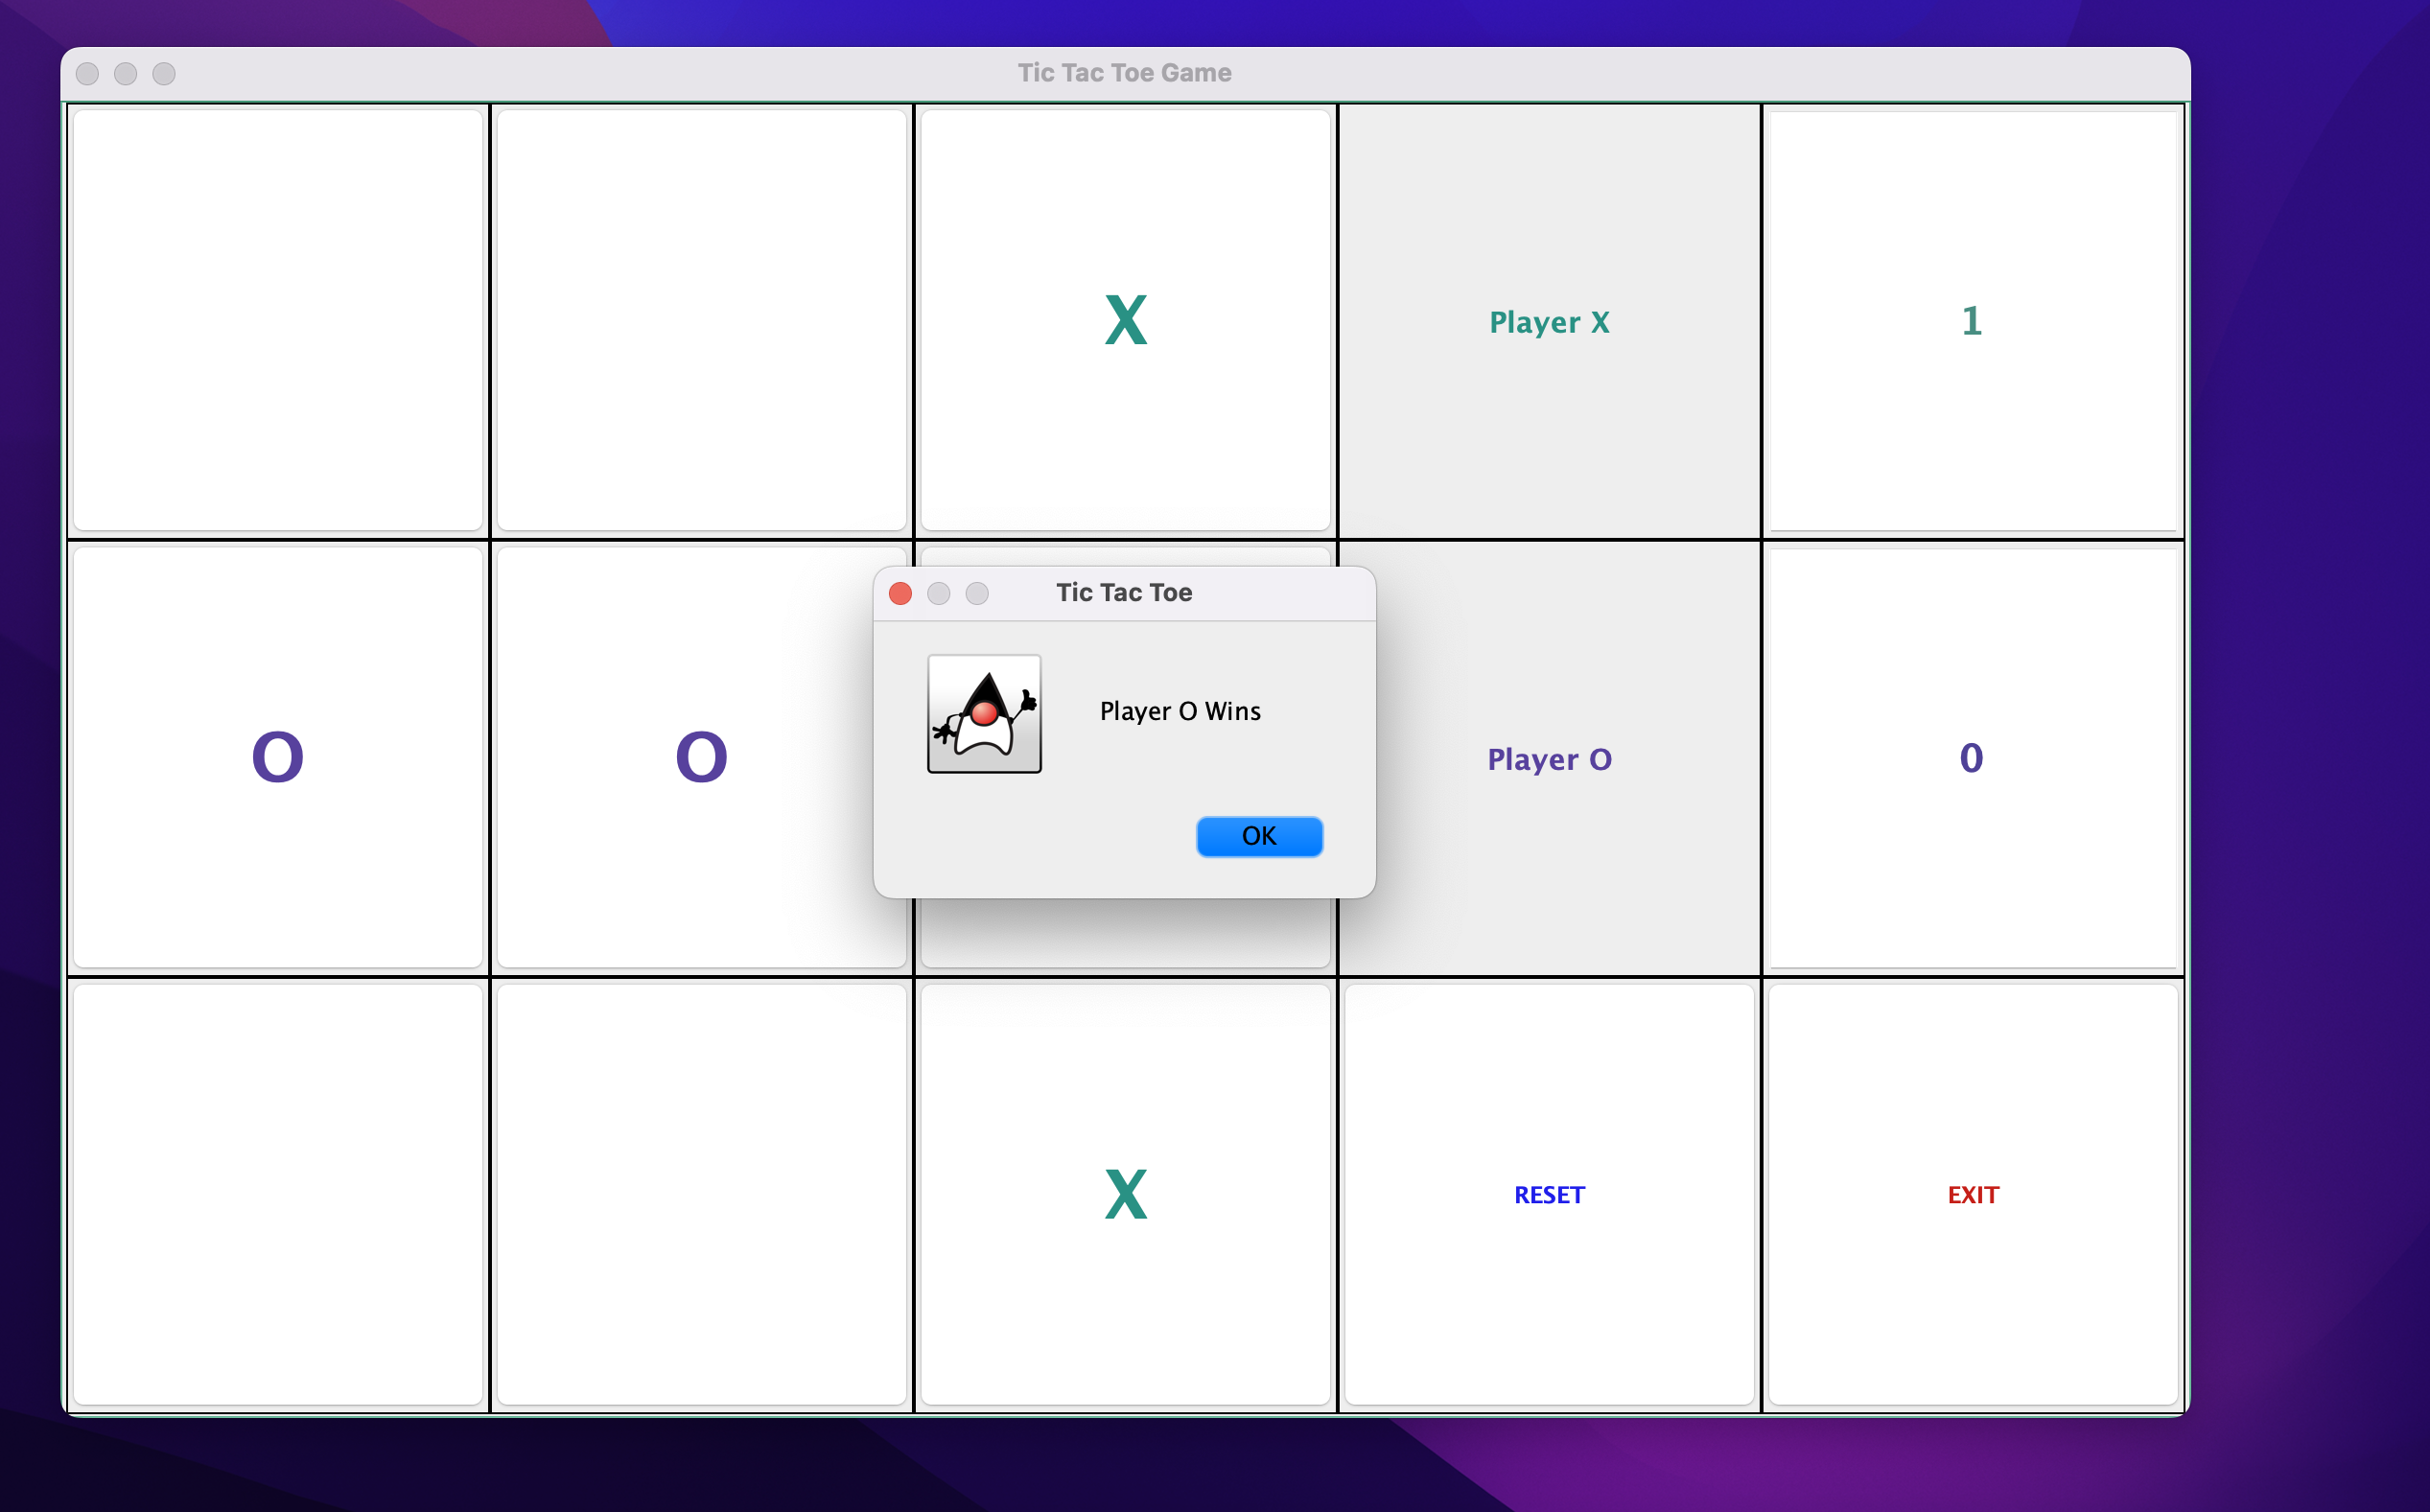 Tic Tac Toe Game
X
Player X
1
Tic Tac Toe
Player O Wins
OK
O
O
Player O
0
X
RESET
EXIT